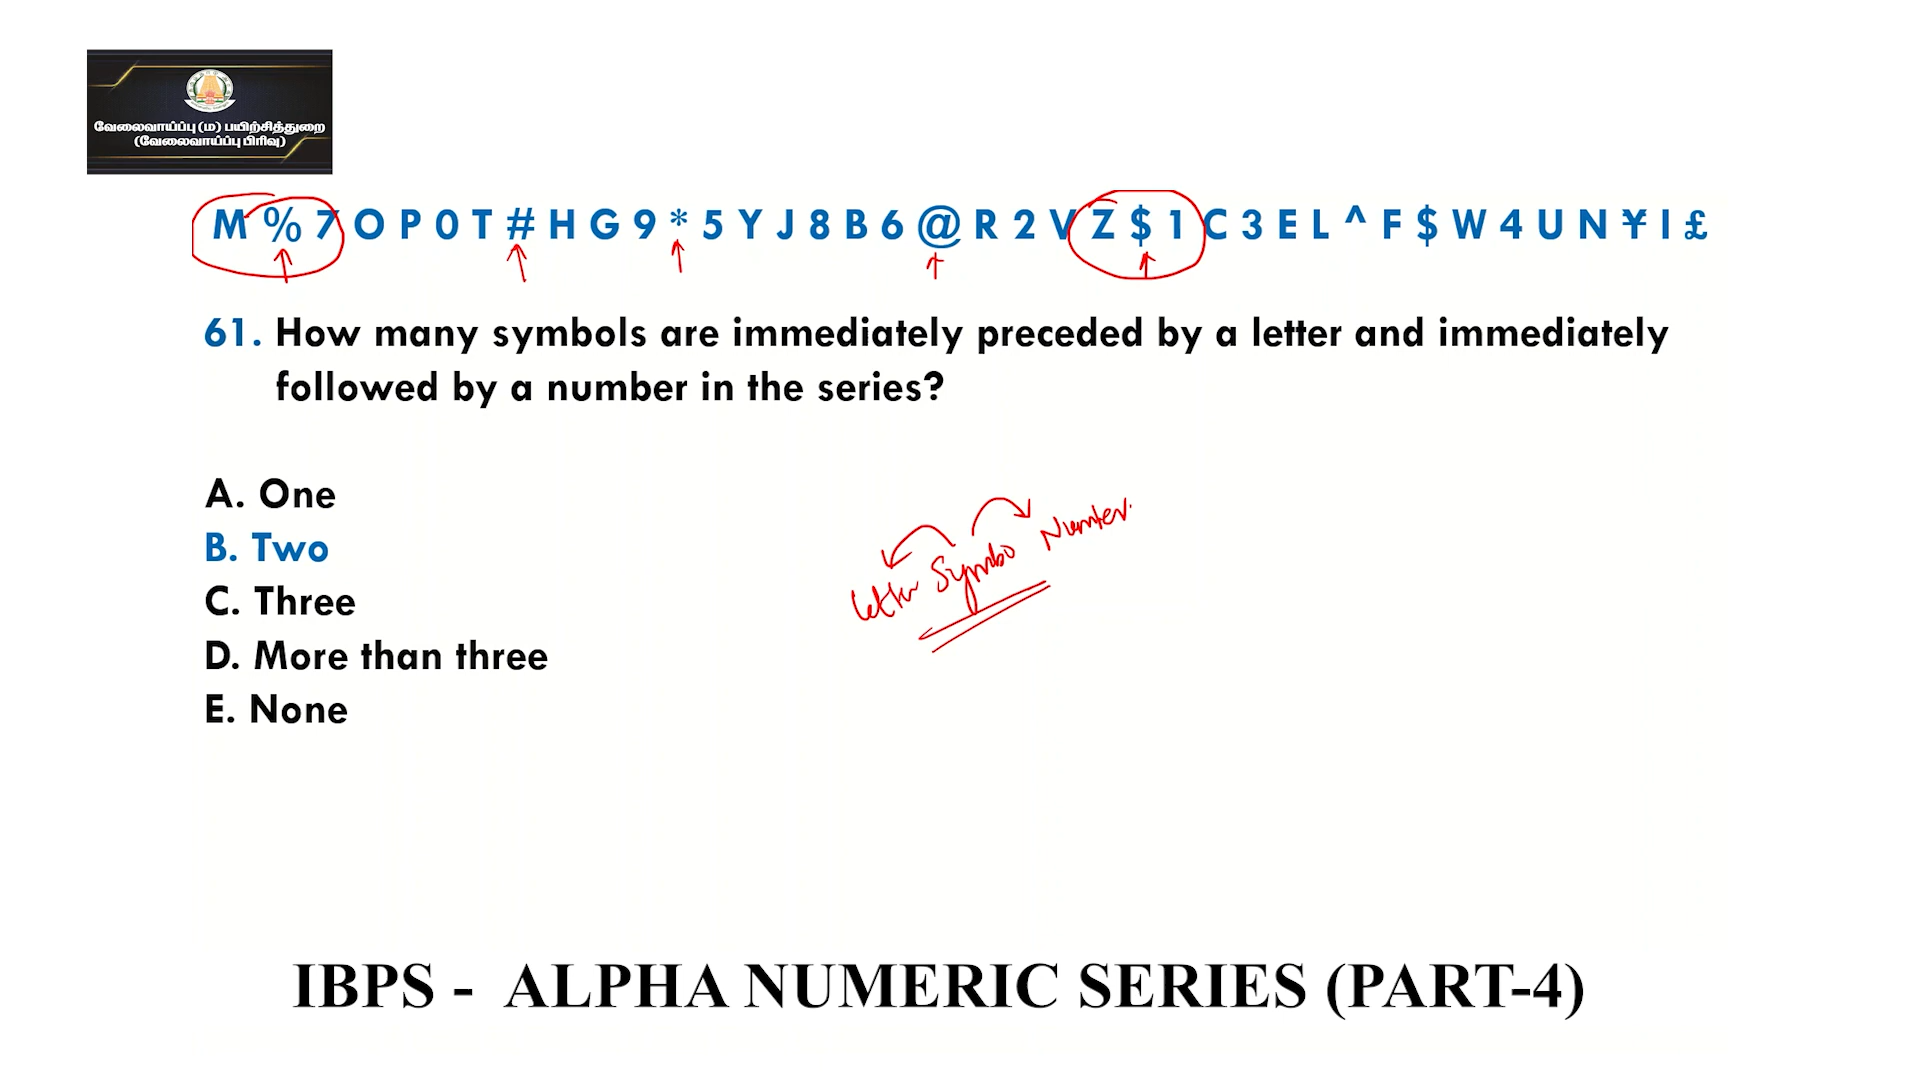 வேலைவாய்ப்பு (ம) பயிற்சித்துறை
(வேலைவாய்ப்பு பிரிவு)
M % 7 O P 0 T # H G 9 * 5 Y J 8 B 6 @ R 2 V Z $ 1 C 3 E L ^ F $ W 4 U N ¥ I £
61. How many symbols are immediately preceded by a letter and immediately
followed by a number in the series?
A. One
B. Two
C. Three
D. More than three
E. None
Letter Symbo Number
IBPS - ALPHA NUMERIC SERIES (PART-4)